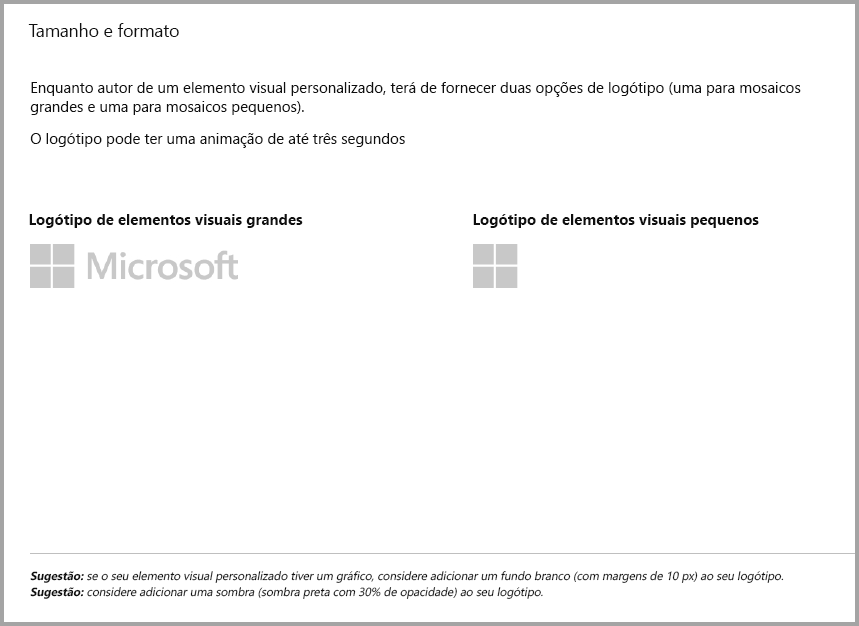 Tamanho e formato
Enquanto autor de um elemento visual personalizado, terá de fornecer duas opções de logótipo (uma para mosaicos
grandes e uma para mosaicos pequenos).
O logótipo pode ter uma animação de até três segundos
Logótipo de elementos visuais grandes
Microsoft
Logótipo de elementos visuais pequenos
Sugestão: se o seu elemento visual personalizado tiver um gráfico, considere adicionar um fundo branco (com margens de 10 px) ao seu logótipo.
Sugestão: considere adicionar uma sombra (sombra preta com 30% de opacidade) ao seu logótipo.